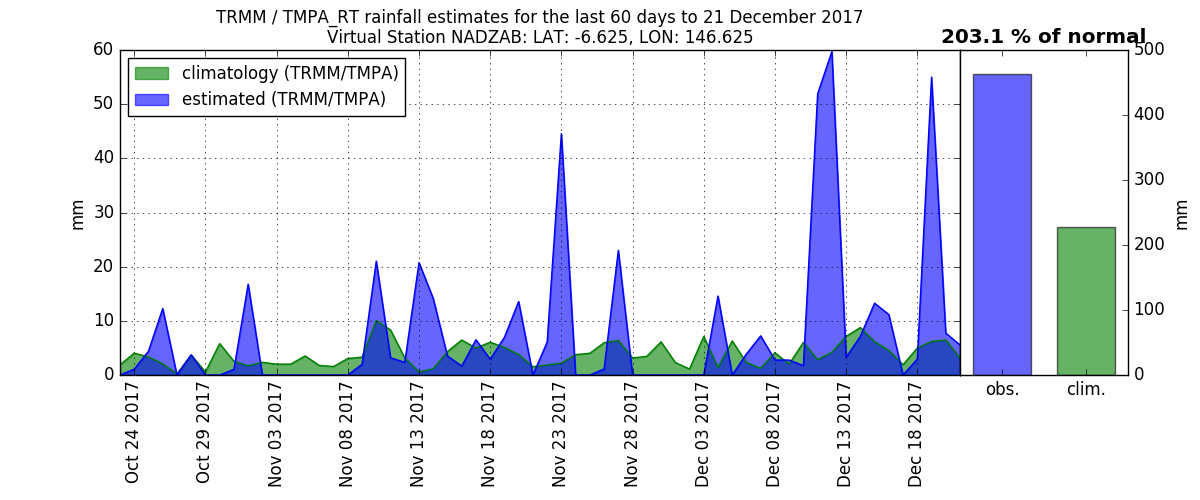 TRMM / TMPA_RT rainfall estimates for the last 60 days to 21 December 2017
Virtual Station NADZAB: LAT: -6.625, LON: 146.625
203.1 % of normal
climatology (TRMM/TMPA)
estimated (TRMM/TMPA)
mm
60
50
40
30
20
10
0
Oct 24 2017
Oct 29 2017
Nov 03 2017
Nov 08 2017
Nov 13 2017
Nov 18 2017
Nov 23 2017
Nov 28 2017
Dec 03 2017
Dec 08 2017
Dec 13 2017
Dec 18 2017
obs.
clim.
500
400
300
200
100
0
mm